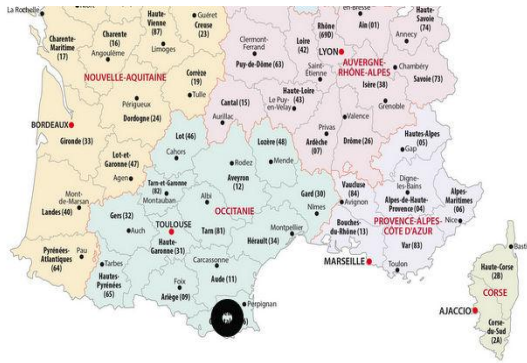 La Rochelle
Charente-
Maritime
(17)
Charente
(16)
Angoulême
Haute-
Vienne
(87)
Limoges
Guéret
Creuse
(23)
NOUVELLE-AQUITAINE
Corrèze
(19)
Tulle
Périgueux
Dordogne (24)
BORDEAUX
Gironde (33)
Lot-et-
Garonne
(47)
Agen
Mont-
de-Marsan
Landes (40)
Pyrénées-
Atlantiques
(64)
Pau
Clermont-
Ferrand
Puy-de-Dôme (63)
Loire
(42)
Rhône
(69D)
en-Bresse
Ain (01)
Haute-
Savoie
(74)
Annecy
LYON
AUVERGNE-
RHÔNE-ALPES
Saint-
Étienne
Chambéry
Savoie (73)
Isère (38)
Grenoble
Cantal (15)
Aurillac
Haute-Loire
(43)
Le Puy-
en-Velay
Privas
Ardèche
(07)
Valence
Drôme (26)
Lot (46)
Cahors
Lozère (48)
Mende
Rodez
Aveyron
(12)
Tarn-et-Garonne
(82)
Montauban
Albi
Tarn (81)
OCCITANIE
Gard (30)
Nîmes
Gers (32)
Auch
TOULOUSE
Haute-
Garonne
(31)
Hérault (34)
Montpellier
Tarbes
Hautes-
Pyrénées
(65)
Foix
Ariège (09)
Carcassonne
Aude (11)
Perpignan
Hautes-Alpes
(05)
Gap
Vaucluse
(84)
Avignon
Digne-
les-Bains
Alpes-de-Haute-
Provence (04)
Alpes-
Maritimes
(06)
Nice
Bouches-
du-Rhône (13)
PROVENCE-ALPES-
CÔTE D'AZUR
Var (83)
MARSEILLE
Toulon
Bast
Haute-Corse
(2B)
CORSE
AJACCIO
Corse-
du-Sud
(2A)